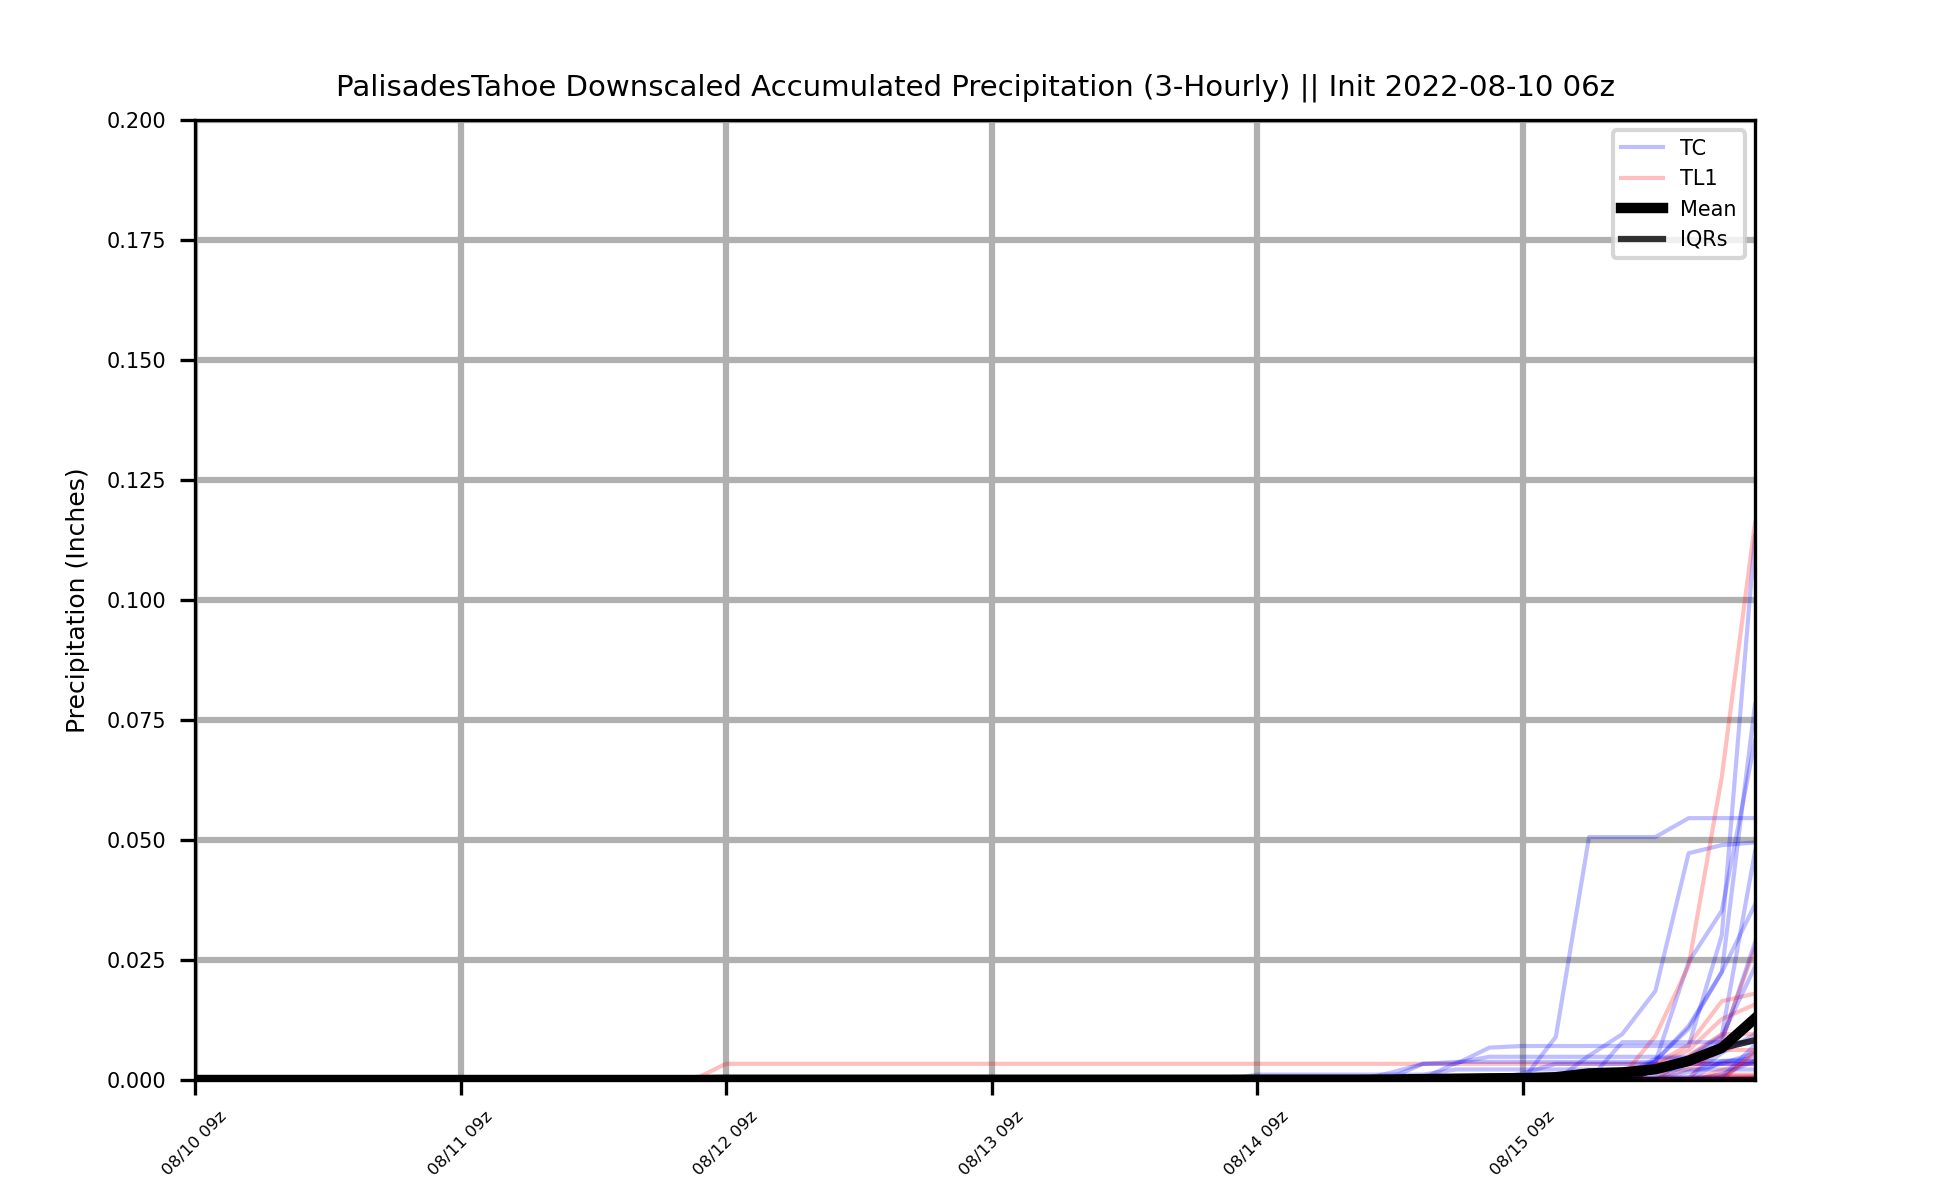 PalisadesTahoe Downscaled Accumulated Precipitation (3-Hourly) || Init 2022-08-10 06z
0.200
0.175
0.150
0.125
0.100
0.075
0.050
0.025
0.000
Precipitation (Inches)
TC
TL1
Mean
IQRs
08/10 09z
08/11 09z
08/12 09z
08/13 09z
08/14 09z
08/15 09z